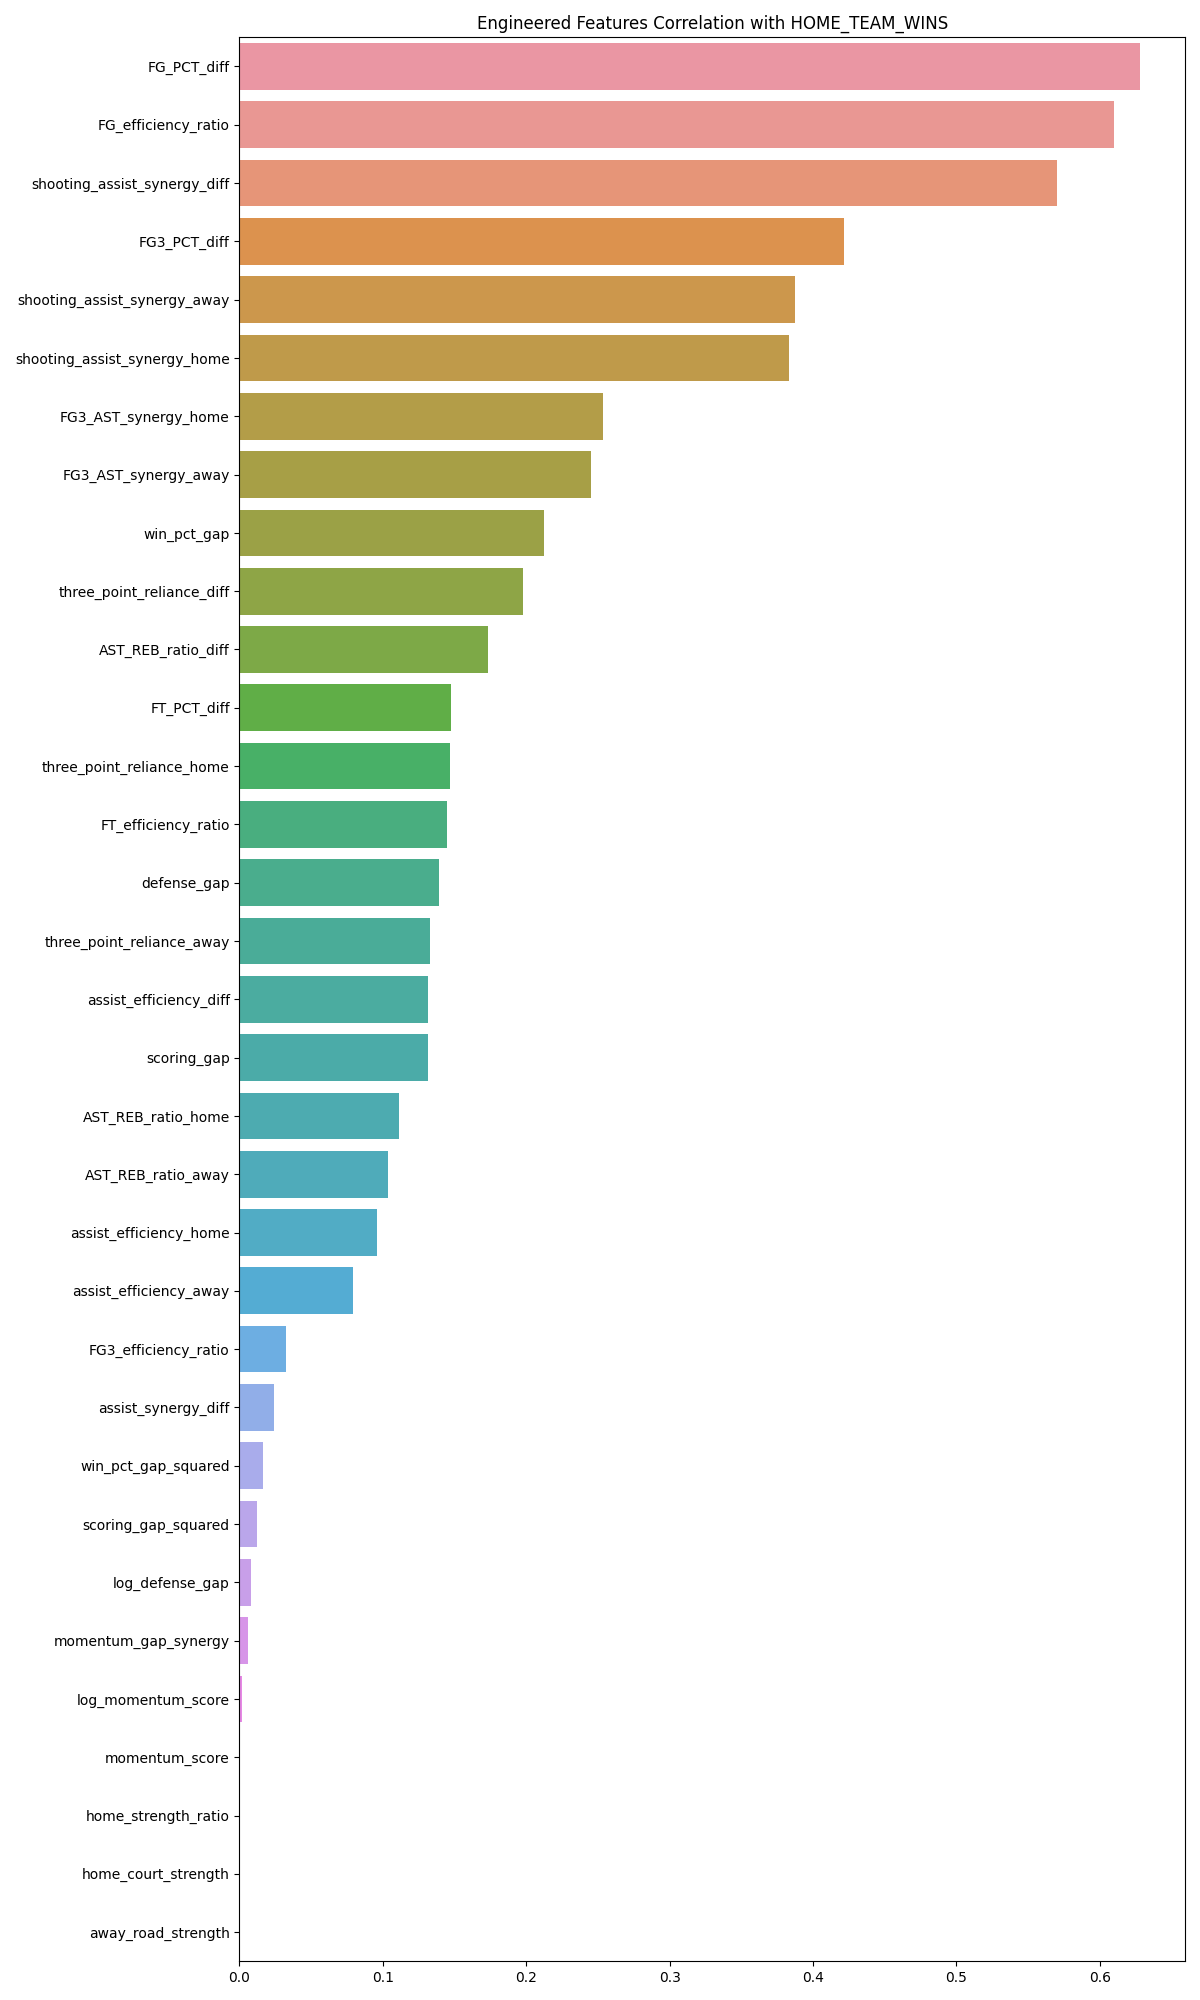 Engineered Features Correlation with HOME_TEAM_WINS
FG_PCT_diff
FG_efficiency_ratio
shooting_assist_synergy_diff
FG3_PCT_diff
shooting_assist_synergy_away
shooting_assist_synergy_home
FG3_AST_synergy_home
FG3_AST_synergy_away
win_pct_gap
three_point_reliance_diff
AST_REB_ratio_diff
FT_PCT_diff
three_point_reliance_home
FT_efficiency_ratio
defense_gap
three_point_reliance_away
assist_efficiency_diff
scoring_gap
AST_REB_ratio_home
AST_REB_ratio_away
assist_efficiency_home
assist_efficiency_away
FG3_efficiency_ratio
assist_synergy_diff
win_pct_gap_squared
scoring_gap_squared
log_defense_gap
momentum_gap_synergy
log_momentum_score
momentum_score
home_strength_ratio
home_court_strength
away_road_strength
0.0 0.1 0.2 0.3 0.4 0.5 0.6